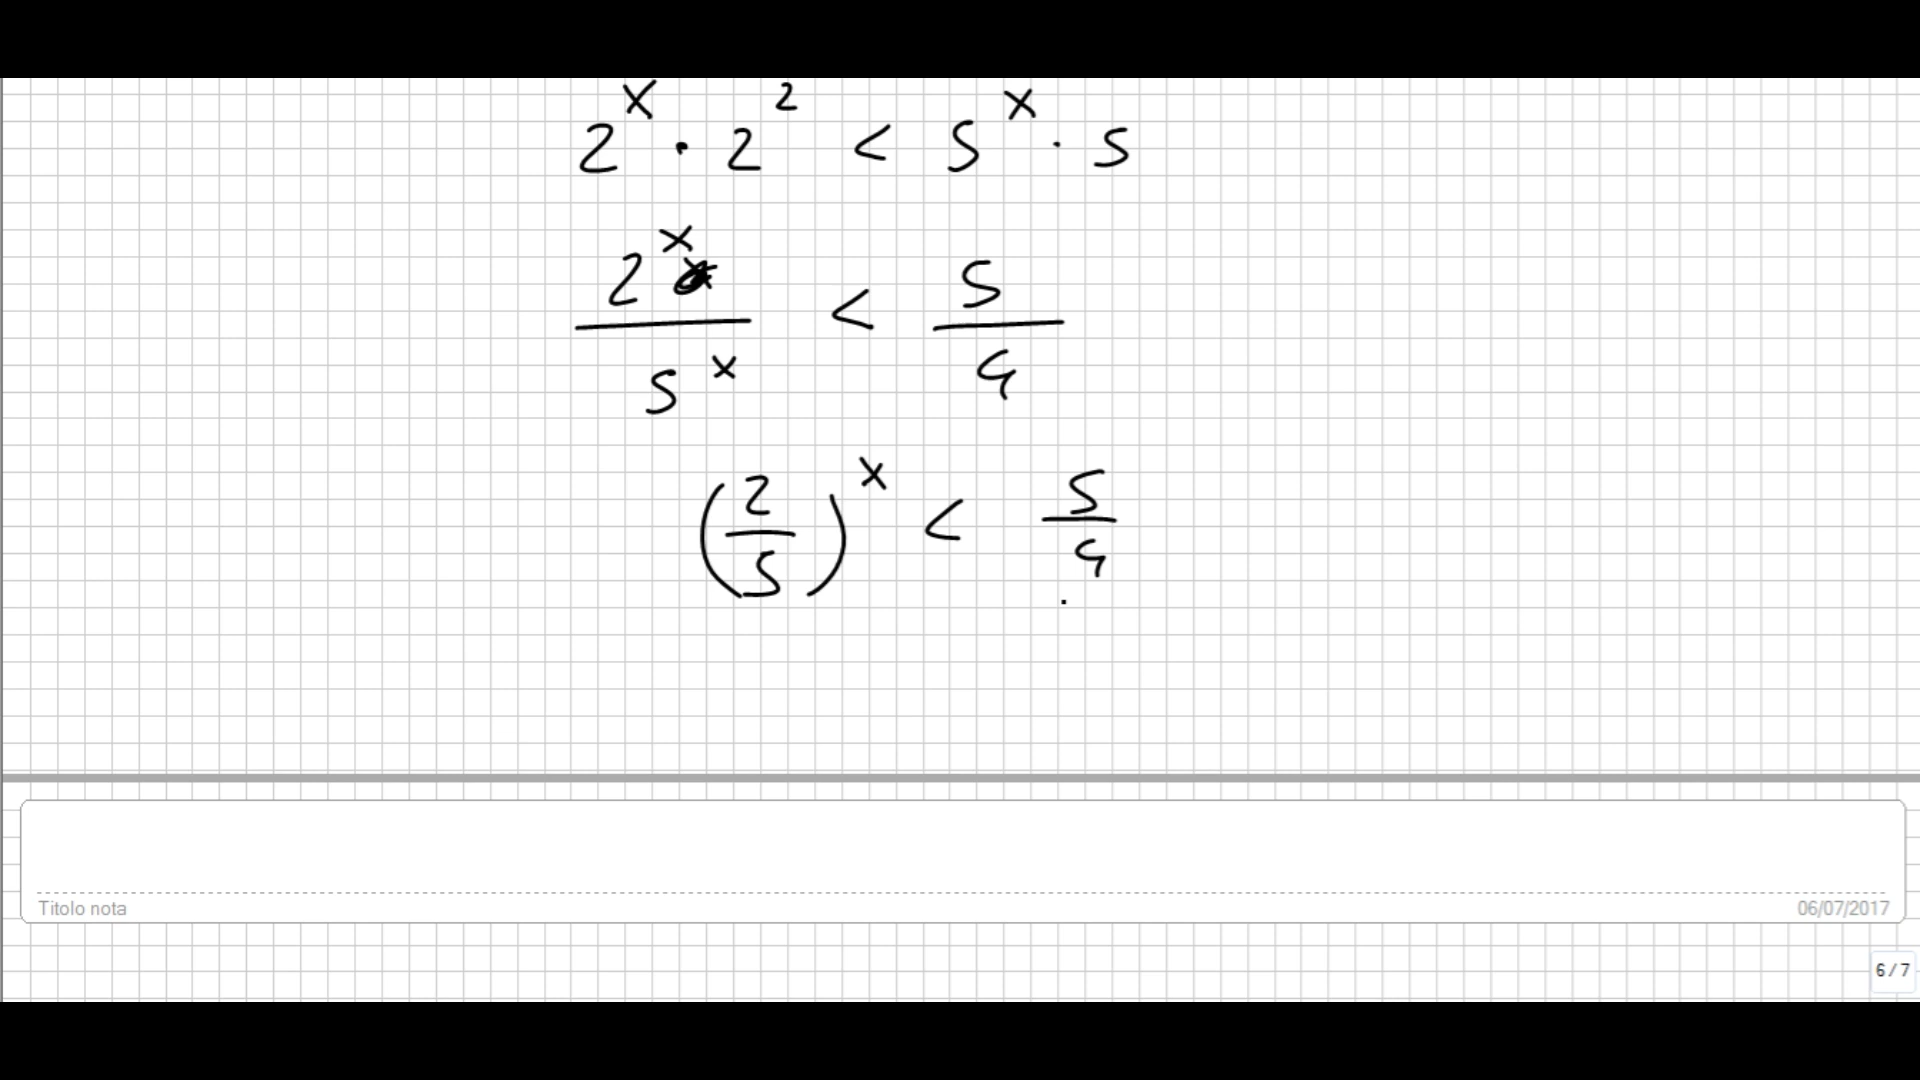 2^x · 2^2 < 5^x · 5
2^x / 5^x < 5 / 4
(2/5)^x < 5/4
Titolo nota
06/07/2017
6 / 7